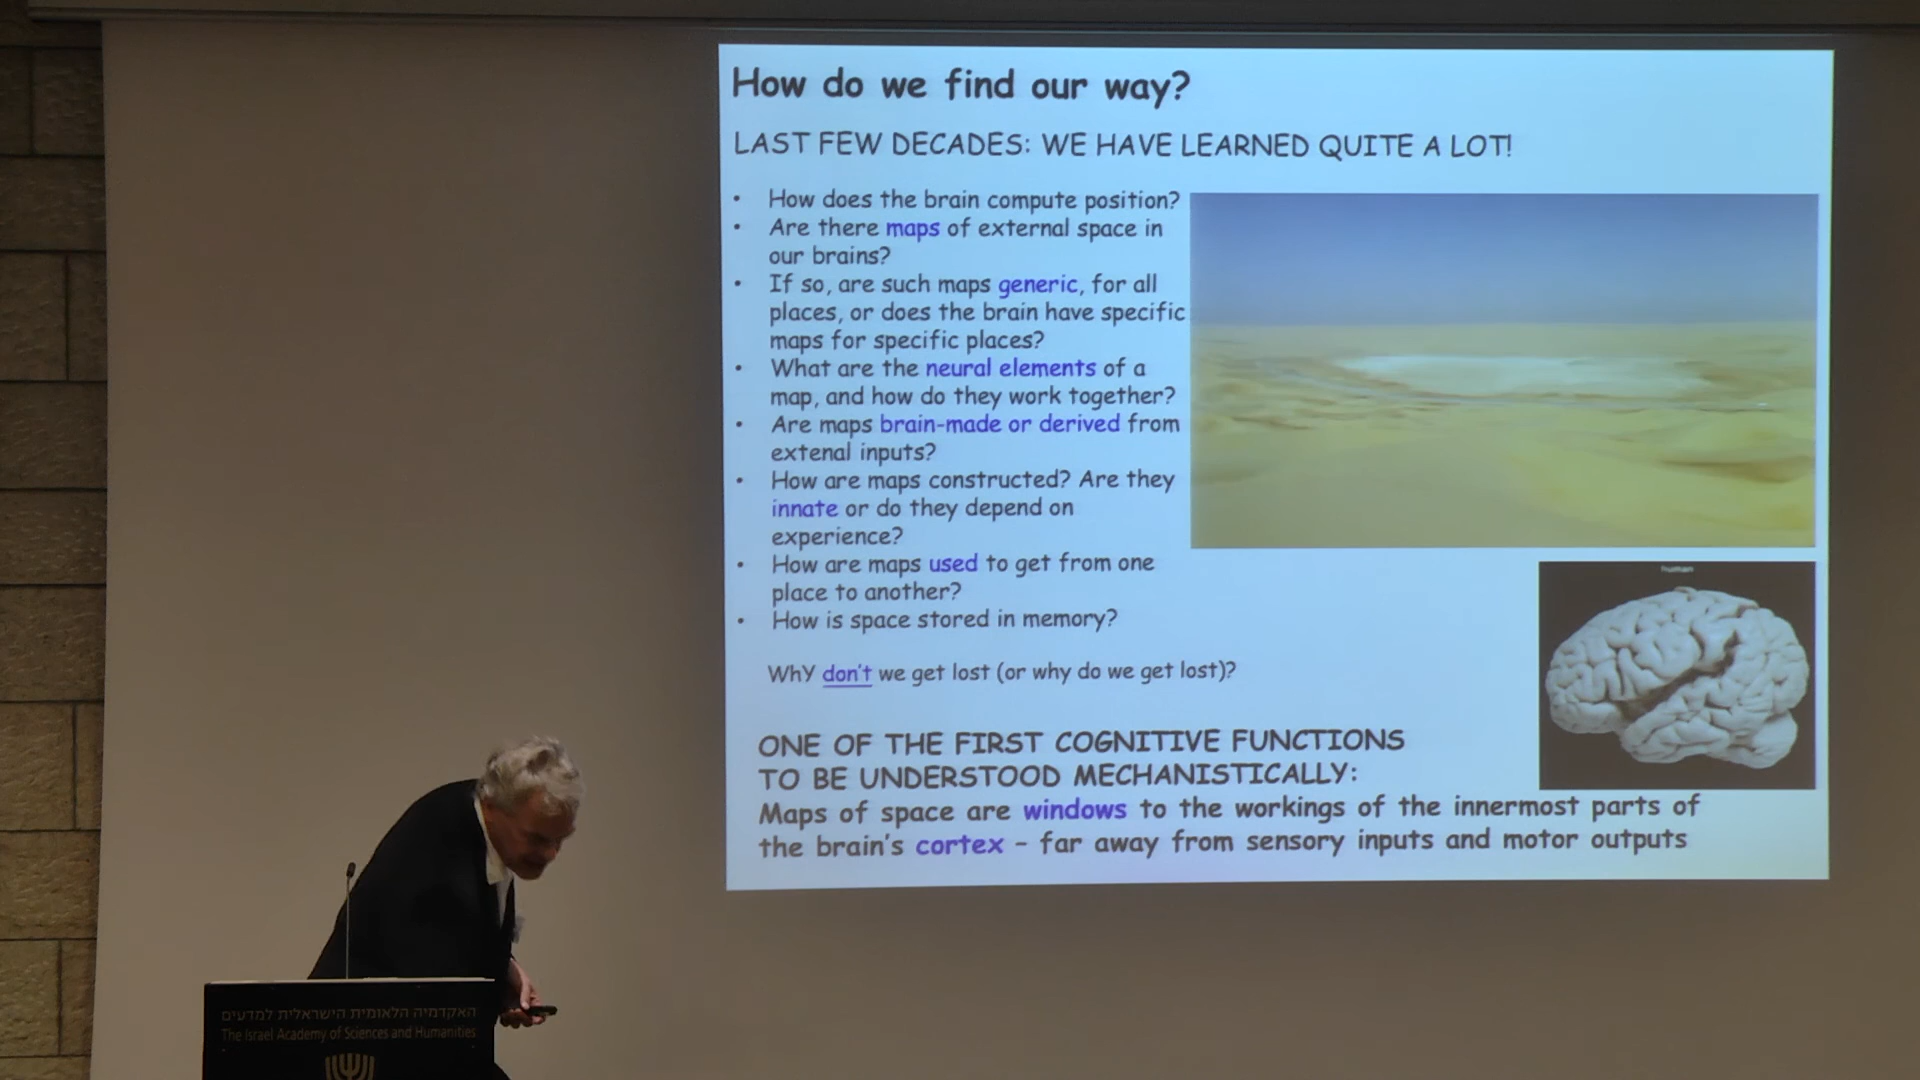 How do we find our way?
LAST FEW DECADES: WE HAVE LEARNED QUITE A LOT!
• How does the brain compute position?
• Are there maps of external space in
our brains?
• If so, are such maps generic, for all
places, or does the brain have specific
maps for specific places?
• What are the neural elements of a
map, and how do they work together?
• Are maps brain-made or derived from
extenal inputs?
• How are maps constructed? Are they
innate or do they depend on
experience?
• How are maps used to get from one
place to another?
• How is space stored in memory?
WhY don't we get lost (or why do we get lost)?
human
ONE OF THE FIRST COGNITIVE FUNCTIONS
TO BE UNDERSTOOD MECHANISTICALLY:
Maps of space are windows to the workings of the innermost parts of
the brain's cortex – far away from sensory inputs and motor outputs
האקדמיה הלאומית הישראלית למדעים
The Israel Academy of Sciences and Humanities